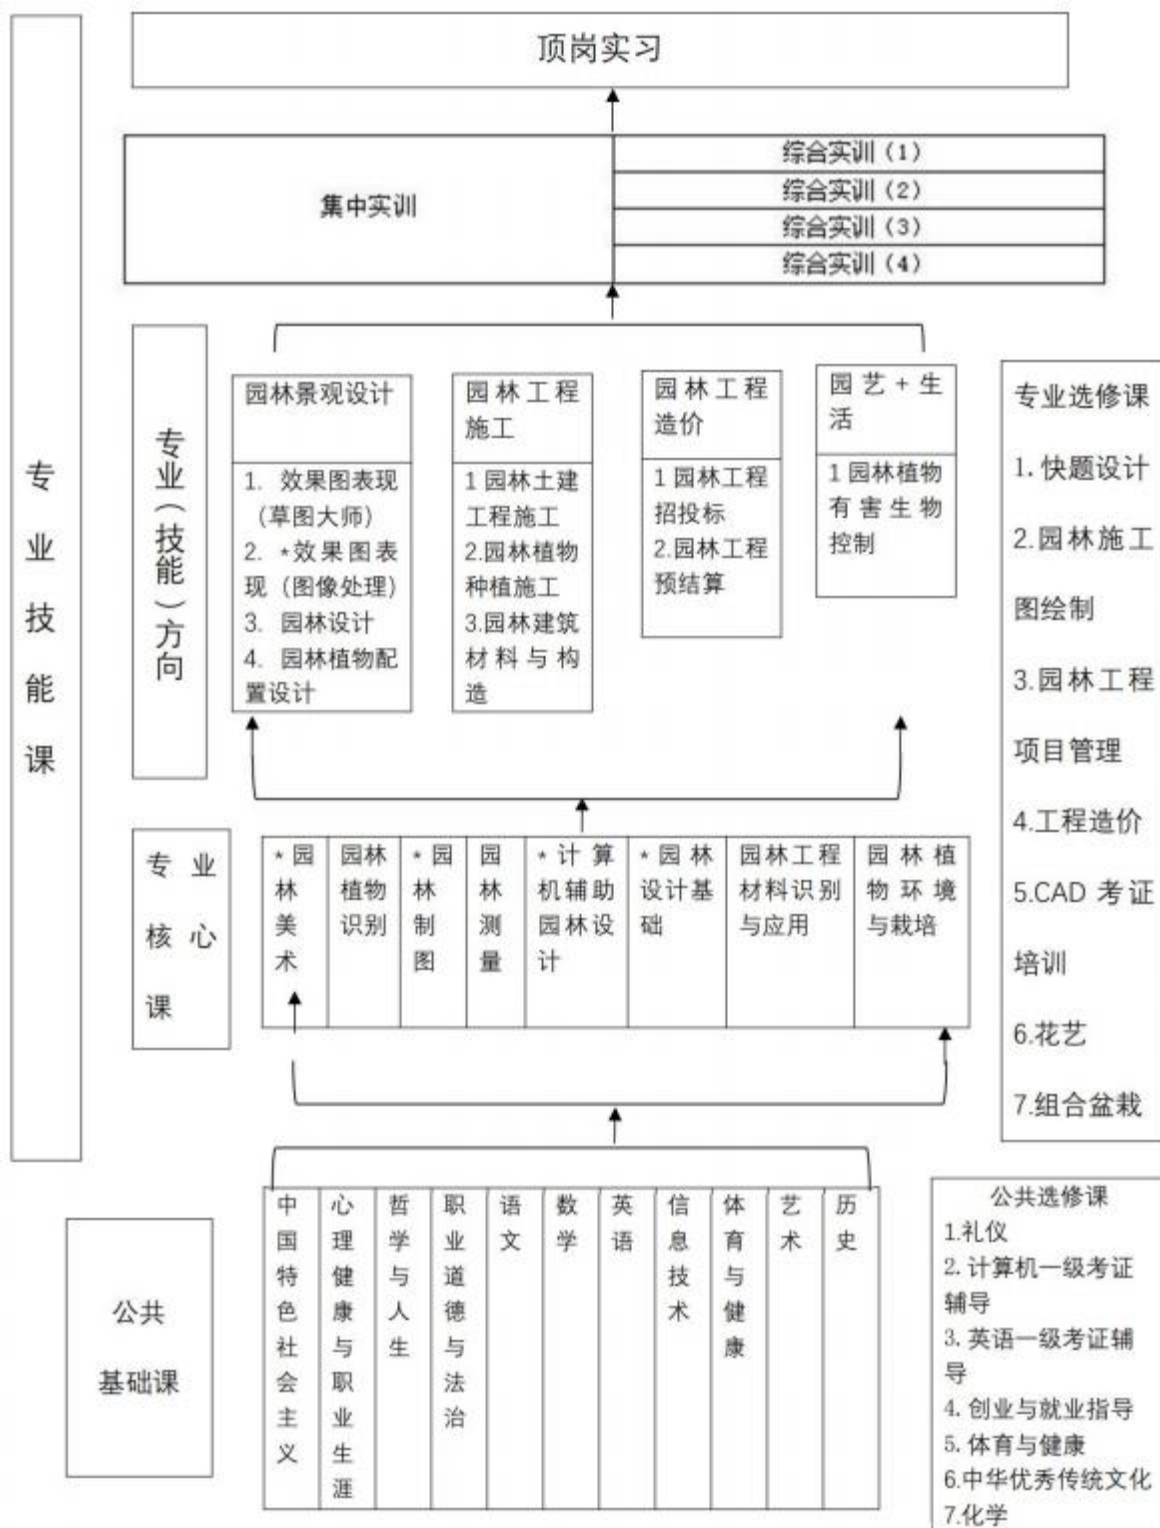 顶岗实习
集中实训
综合实训（1）
综合实训（2）
综合实训（3）
综合实训（4）
专业技能课
专业（技能）方向
园林景观设计
1. 效果图表现
（草图大师）
2. *效果图表
现（图像处理）
3. 园林设计
4. 园林植物配
置设计
园林工程
施工
1 园林土建
工程施工
2.园林植物
种植施工
3.园林建筑
材料与构
造
园林工程
造价
1 园林工程
招投标
2.园林工程
预结算
园艺+生
活
1 园林植物
有害生物
控制
专业选修课
1. 快题设计
2.园林施工
图绘制
3.园林工程
项目管理
4.工程造价
5.CAD 考证
培训
6.花艺
7.组合盆栽
专业
核心
课
*园
林
美
术
园林
植物
识别
*园
林
制
图
园
林
测
量
*计算
机辅助
园林设
计
*园林
设计基
础
园林工程
材料识别
与应用
园林植
物环境
与栽培
公共
基础课
中国特色社会主义
心理健康与职业生涯
哲学与人生
职业道德与法治
语文
数学
英语
信息技术
体育与健康
艺术
历史
公共选修课
1.礼仪
2. 计算机一级考证
辅导
3. 英语一级考证辅
导
4. 创业与就业指导
5. 体育与健康
6.中华优秀传统文化
7.化学